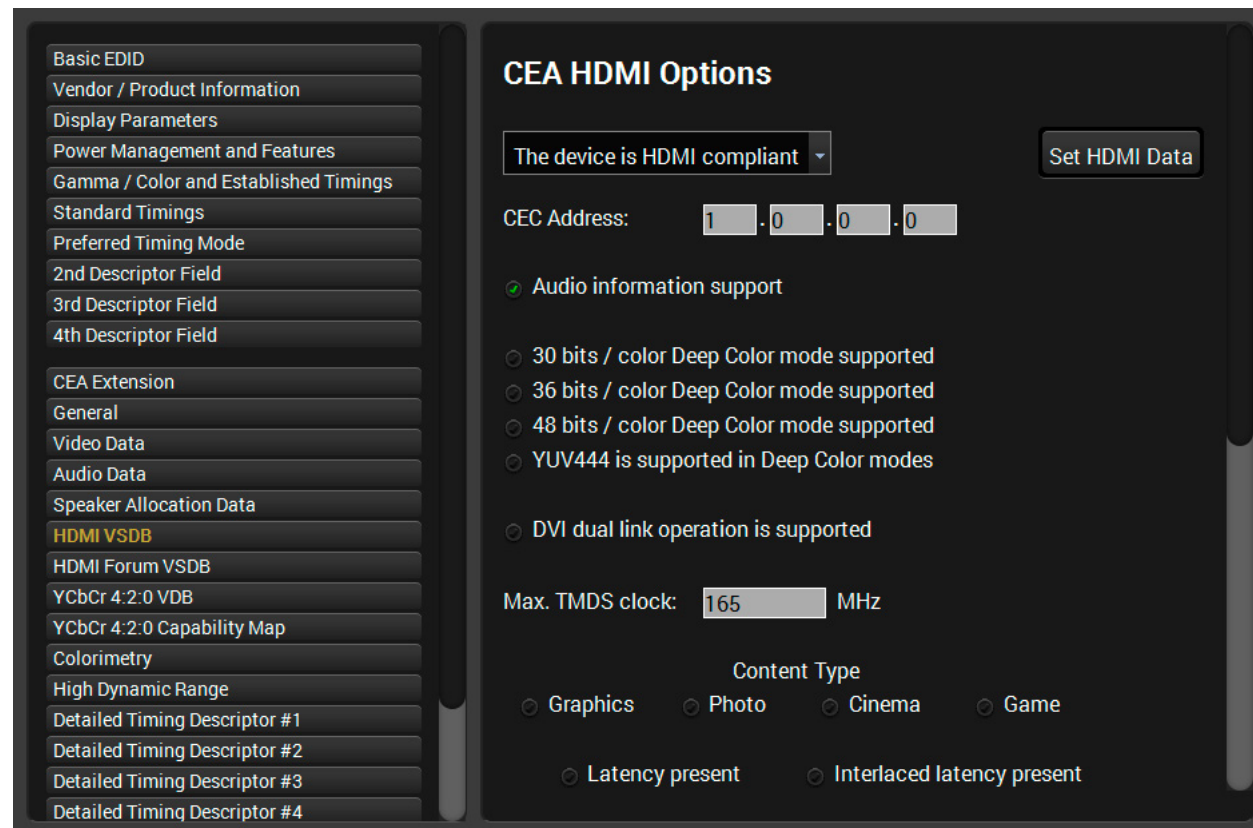 Basic EDID
Vendor / Product Information
Display Parameters
Power Management and Features
Gamma / Color and Established Timings
Standard Timings
Preferred Timing Mode
2nd Descriptor Field
3rd Descriptor Field
4th Descriptor Field
CEA Extension
General
Video Data
Audio Data
Speaker Allocation Data
HDMI VSDB
HDMI Forum VSDB
YCbCr 4:2:0 VDB
YCbCr 4:2:0 Capability Map
Colorimetry
High Dynamic Range
Detailed Timing Descriptor #1
Detailed Timing Descriptor #2
Detailed Timing Descriptor #3
Detailed Timing Descriptor #4
CEA HDMI Options
The device is HDMI compliant
Set HDMI Data
CEC Address: 1 . 0 . 0 . 0
Audio information support
30 bits / color Deep Color mode supported
36 bits / color Deep Color mode supported
48 bits / color Deep Color mode supported
YUV444 is supported in Deep Color modes
DVI dual link operation is supported
Max. TMDS clock: 165 MHz
Content Type
Graphics Photo Cinema Game
Latency present Interlaced latency present